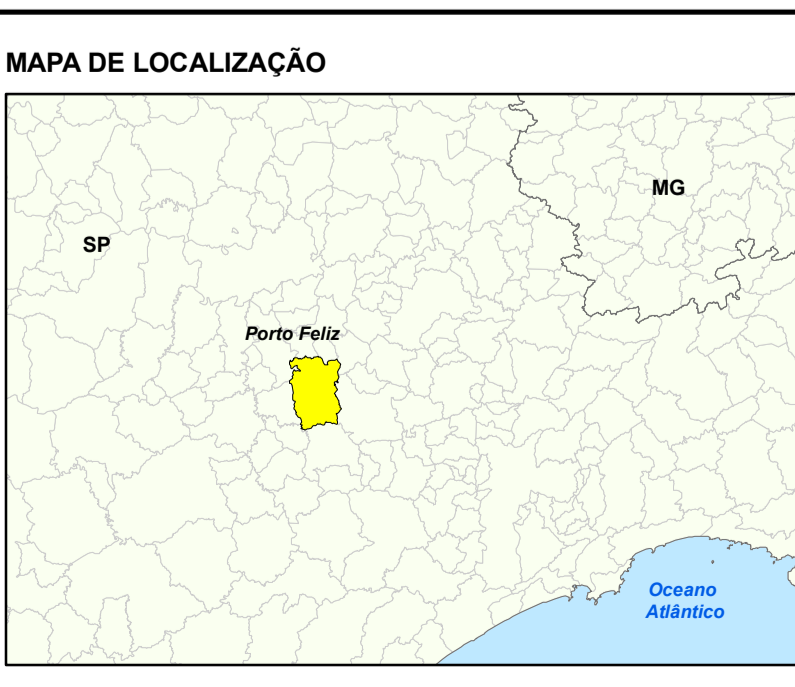 MAPA DE LOCALIZAÇÃO
MG
SP
Porto Feliz
Oceano
Atlântico